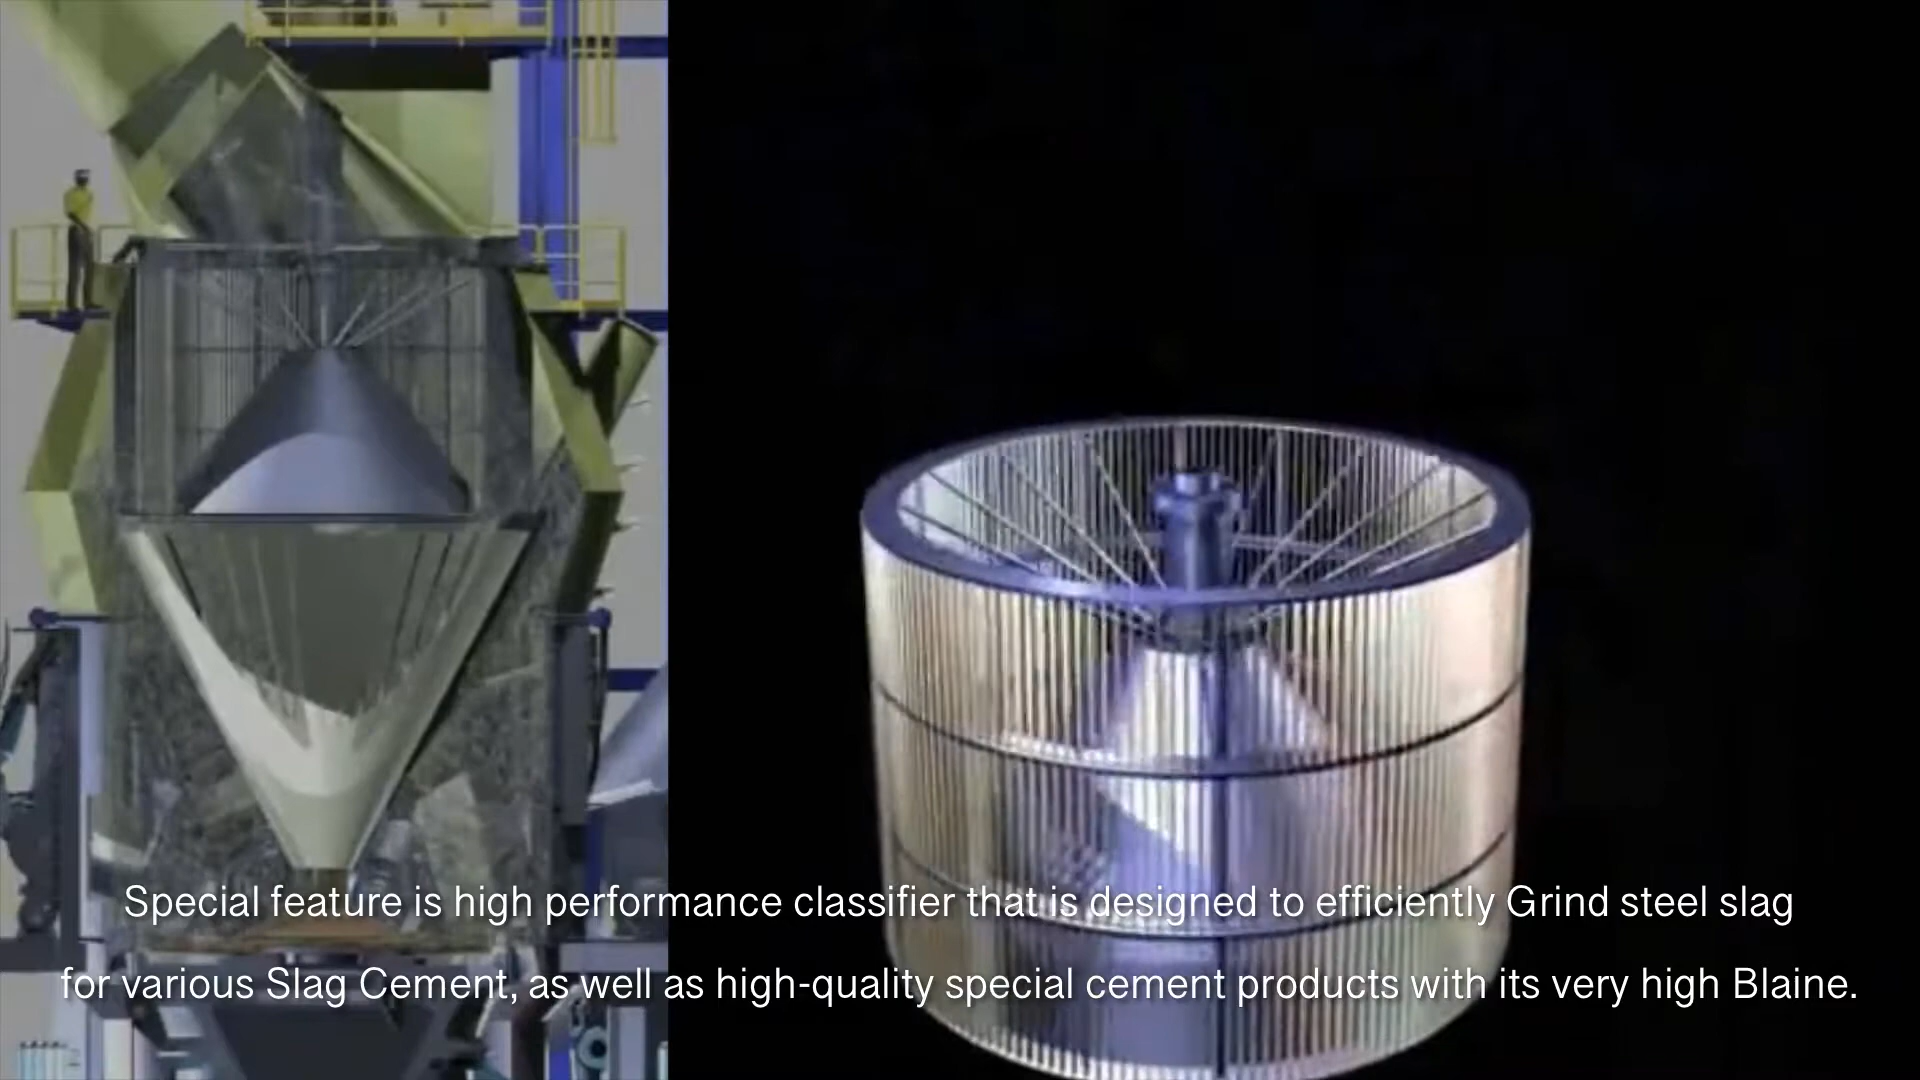 Special feature is high performance classifier that is designed to efficiently Grind steel slag
for various Slag Cement, as well as high-quality special cement products with its very high Blaine.